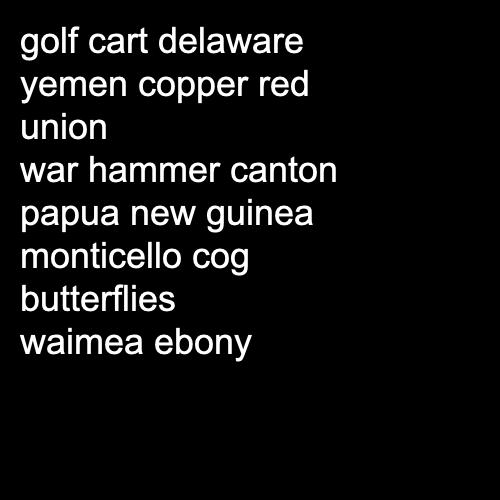 golf cart delaware
yemen copper red
union
war hammer canton
papua new guinea
monticello cog
butterflies
waimea ebony